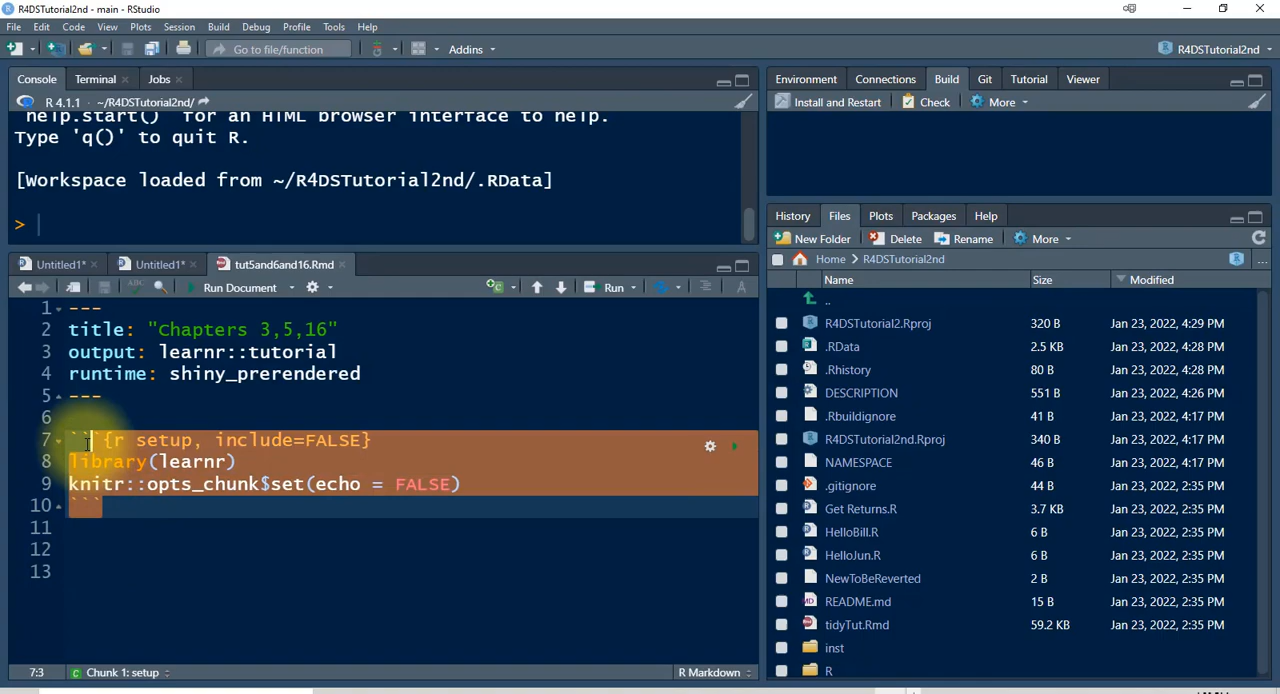 R4DSTutorial2nd - main - RStudio
File Edit Code View Plots Session Build Debug Profile Tools Help
Go to file/function Addins R4DSTutorial2nd
Console Terminal Jobs
R 4.1.1 · ~/R4DSTutorial2nd/
'help.start()' for an HTML browser interface to help.
Type 'q()' to quit R.
[Workspace loaded from ~/R4DSTutorial2nd/.RData]
>
Untitled1* Untitled1* tut5and6and16.Rmd
Run Document Run
1 ---
2 title: "Chapters 3,5,16"
3 output: learnr::tutorial
4 runtime: shiny_prerendered
5 ---
6
7 ```{r setup, include=FALSE}
8 library(learnr)
9 knitr::opts_chunk$set(echo = FALSE)
10 ```
11
12
13
7:3 Chunk 1: setup R Markdown
Environment Connections Build Git Tutorial Viewer
Install and Restart Check More
History Files Plots Packages Help
New Folder Delete Rename More
Home > R4DSTutorial2nd ...
Name Size Modified
..
R4DSTutorial2.Rproj 320 B Jan 23, 2022, 4:29 PM
.RData 2.5 KB Jan 23, 2022, 4:28 PM
.Rhistory 80 B Jan 23, 2022, 4:28 PM
DESCRIPTION 551 B Jan 23, 2022, 4:26 PM
.Rbuildignore 41 B Jan 23, 2022, 4:17 PM
R4DSTutorial2nd.Rproj 340 B Jan 23, 2022, 4:17 PM
NAMESPACE 46 B Jan 23, 2022, 4:17 PM
.gitignore 44 B Jan 23, 2022, 2:35 PM
Get Returns.R 3.7 KB Jan 23, 2022, 2:35 PM
HelloBill.R 6 B Jan 23, 2022, 2:35 PM
HelloJun.R 6 B Jan 23, 2022, 2:35 PM
NewToBeReverted 2 B Jan 23, 2022, 2:35 PM
README.md 15 B Jan 23, 2022, 2:35 PM
tidyTut.Rmd 59.2 KB Jan 23, 2022, 2:35 PM
inst
R